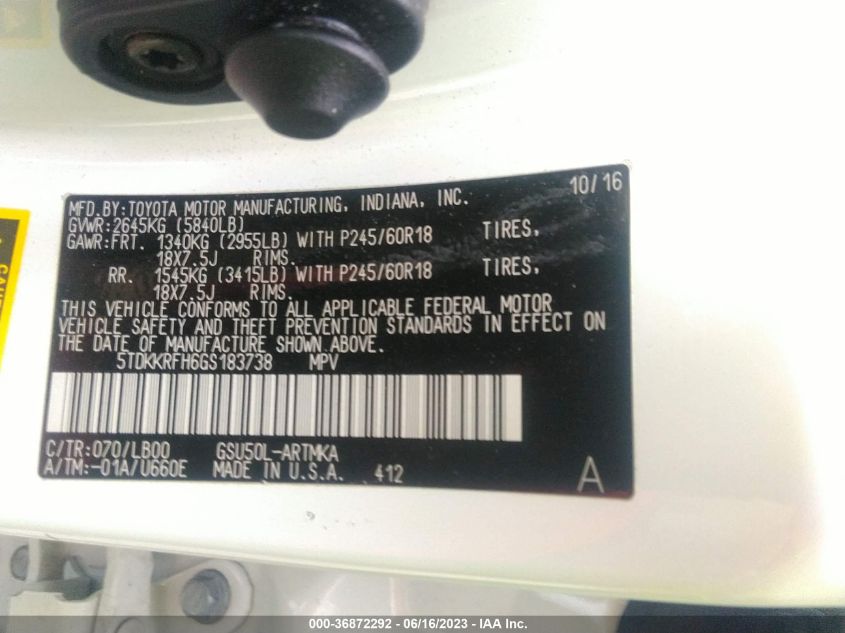 10/16
MFD.BY:TOYOTA MOTOR MANUFACTURING, INDIANA, INC.
GVWR:2645KG (5840LB)
GAWR:FRT. 1340KG (2955LB) WITH P245/60R18 TIRES,
18X7.5J RIMS.
RR. 1545KG (3415LB) WITH P245/60R18 TIRES,
18X7.5J RIMS.
THIS VEHICLE CONFORMS TO ALL APPLICABLE FEDERAL MOTOR
VEHICLE SAFETY AND THEFT PREVENTION STANDARDS IN EFFECT ON
THE DATE OF MANUFACTURE SHOWN ABOVE.
5TDKKRFH6GS183738 MPV
C/TR:070/LB00 GSU50L-ARTMKA
A/TM:-01A/U660E MADE IN U.S.A. 412
A
000-36872292 - 06/16/2023 - IAA Inc.